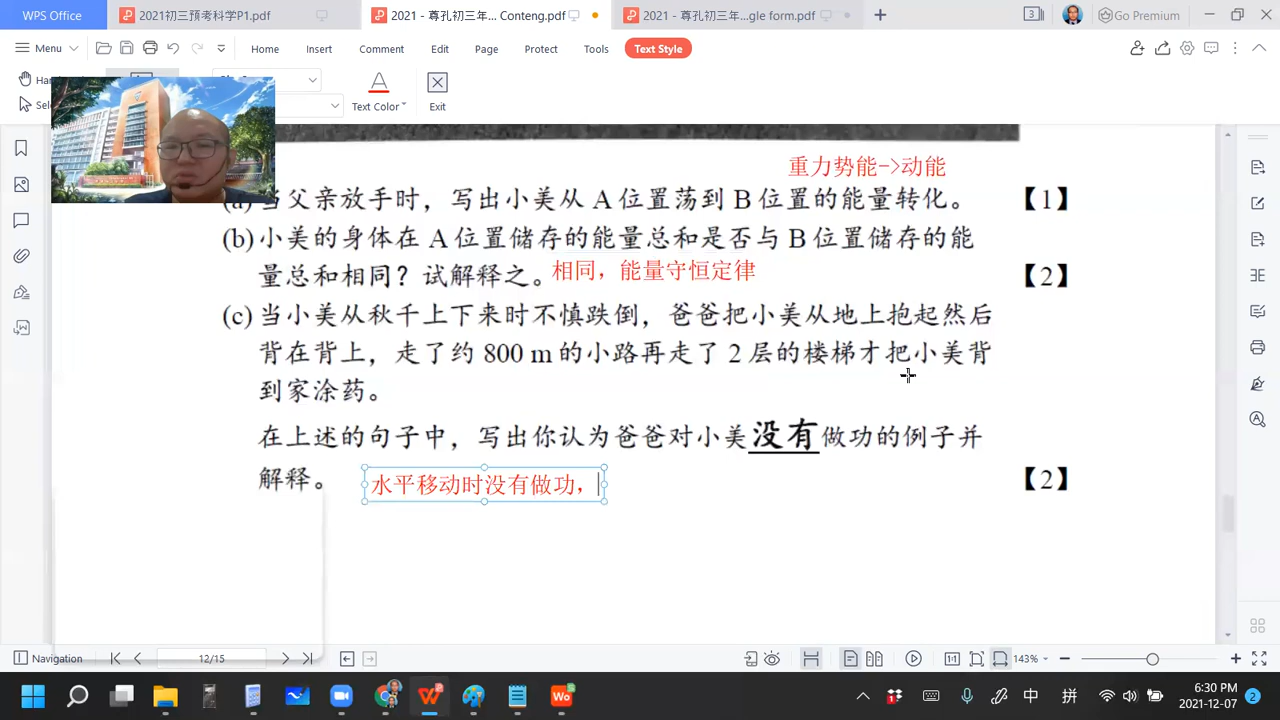 WPS Office
2021初三预考科学P1.pdf
2021 - 尊孔初三年... Conteng.pdf
2021 - 尊孔初三年...gle form.pdf
3
Go Premium
Menu
Home
Insert
Comment
Edit
Page
Protect
Tools
Text Style
Text Color
Exit
重力势能->动能
(a) 当父亲放手时，写出小美从 A 位置荡到 B 位置的能量转化。 【1】
(b) 小美的身体在 A 位置储存的能量总和是否与 B 位置储存的能
量总和相同？试解释之。 相同，能量守恒定律 【2】
(c) 当小美从秋千上下来时不慎跌倒，爸爸把小美从地上抱起然后
背在背上，走了约 800 m 的小路再走了 2 层的楼梯才把小美背
到家涂药。
在上述的句子中，写出你认为爸爸对小美没有做功的例子并
解释。 水平移动时没有做功， 【2】
Navigation
12/15
143%
中
拼
6:30 PM
2021-12-07
2